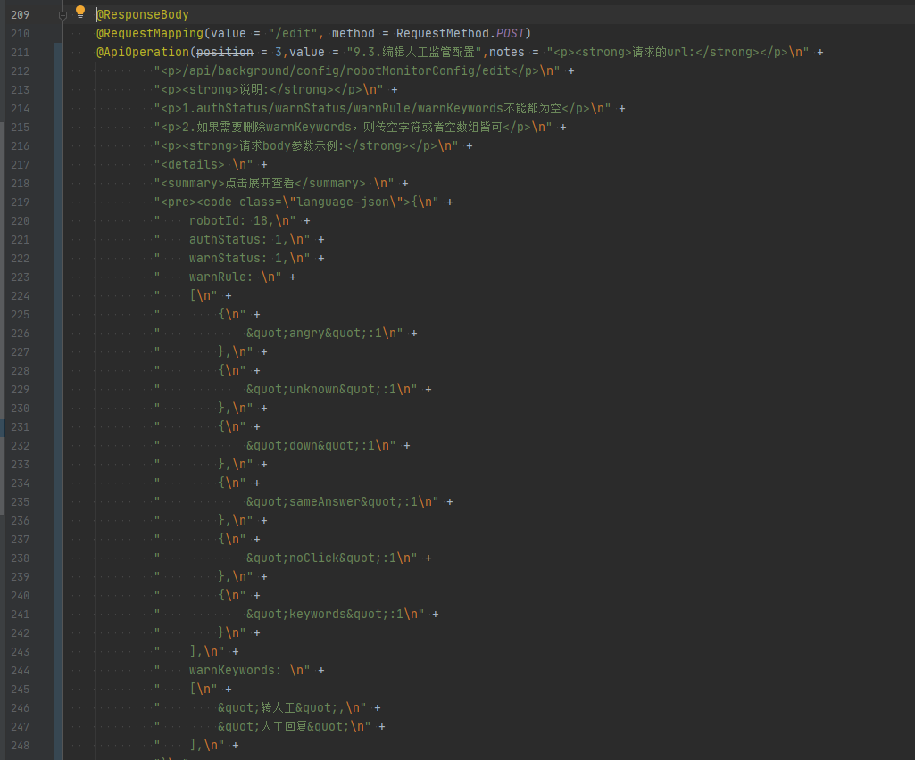 209 @ResponseBody
210 @RequestMapping(value = "/edit", method = RequestMethod.POST)
211 @ApiOperation(position = 3,value = "9.3.编辑人工监管配置",notes = "<p><strong>请求的url:</strong></p>\n" +
212 "<p>/api/background/config/robotMonitorConfig/edit</p>\n" +
213 "<p><strong>说明:</strong></p>\n" +
214 "<p>1.authStatus/warnStatus/warnRule/warnKeywords不能都为空</p>\n" +
215 "<p>2.如果需要删除warnKeywords，则传空字符或者空数组皆可</p>\n" +
216 "<p><strong>请求body参数示例:</strong></p>\n" +
217 "<details> \n" +
218 "<summary>点击展开查看</summary> \n" +
219 "<pre><code class=\"language-json\">{\n" +
220 "    robotId: 18,\n" +
221 "    authStatus: 1,\n" +
222 "    warnStatus: 1,\n" +
223 "    warnRule: \n" +
224 "    [\n" +
225 "        {\n" +
226 "            &quot;angry&quot;:1\n" +
227 "        },\n" +
228 "        {\n" +
229 "            &quot;unknown&quot;:1\n" +
230 "        },\n" +
231 "        {\n" +
232 "            &quot;down&quot;:1\n" +
233 "        },\n" +
234 "        {\n" +
235 "            &quot;sameAnswer&quot;:1\n" +
236 "        },\n" +
237 "        {\n" +
238 "            &quot;noClick&quot;:1\n" +
239 "        },\n" +
240 "        {\n" +
241 "            &quot;keywords&quot;:1\n" +
242 "        }\n" +
243 "    ],\n" +
244 "    warnKeywords: \n" +
245 "    [\n" +
246 "        &quot;转人工&quot;,\n" +
247 "        &quot;人工回复&quot;\n" +
248 "    ],\n" +